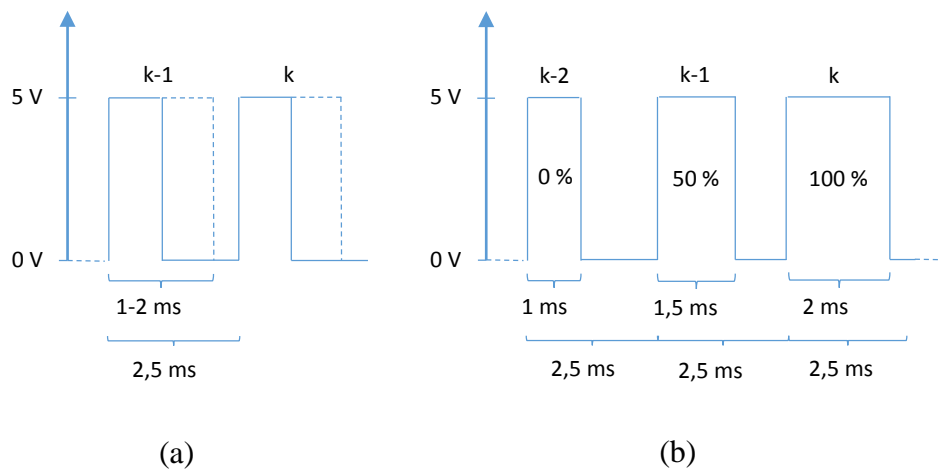 k-1
k
5 V
0 V
1-2 ms
2,5 ms
(a)
k-2
k-1
k
5 V
0 %
50 %
100 %
0 V
1 ms
1,5 ms
2 ms
2,5 ms
2,5 ms
2,5 ms
(b)